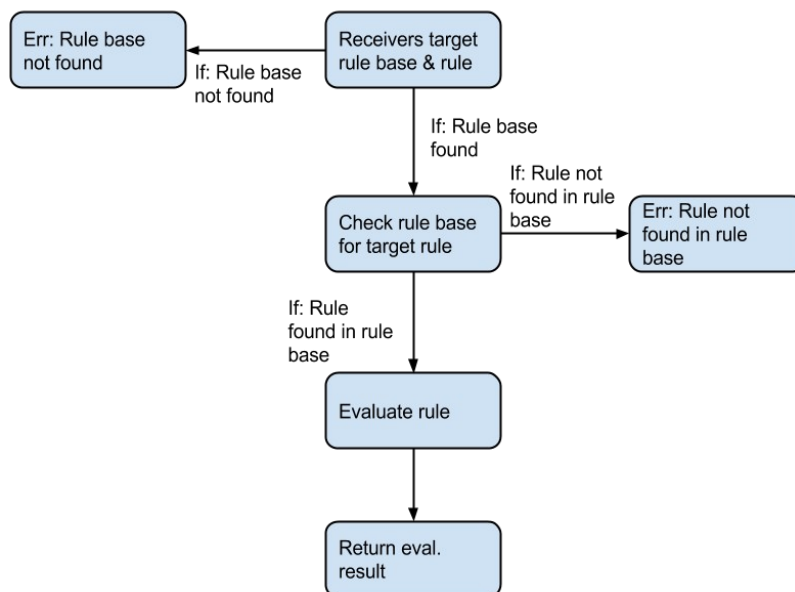 Err: Rule base
not found
Receivers target
rule base & rule
If: Rule base
not found
If: Rule base
found
If: Rule not
found in rule
base
Check rule base
for target rule
Err: Rule not
found in rule
base
If: Rule
found in rule
base
Evaluate rule
Return eval.
result